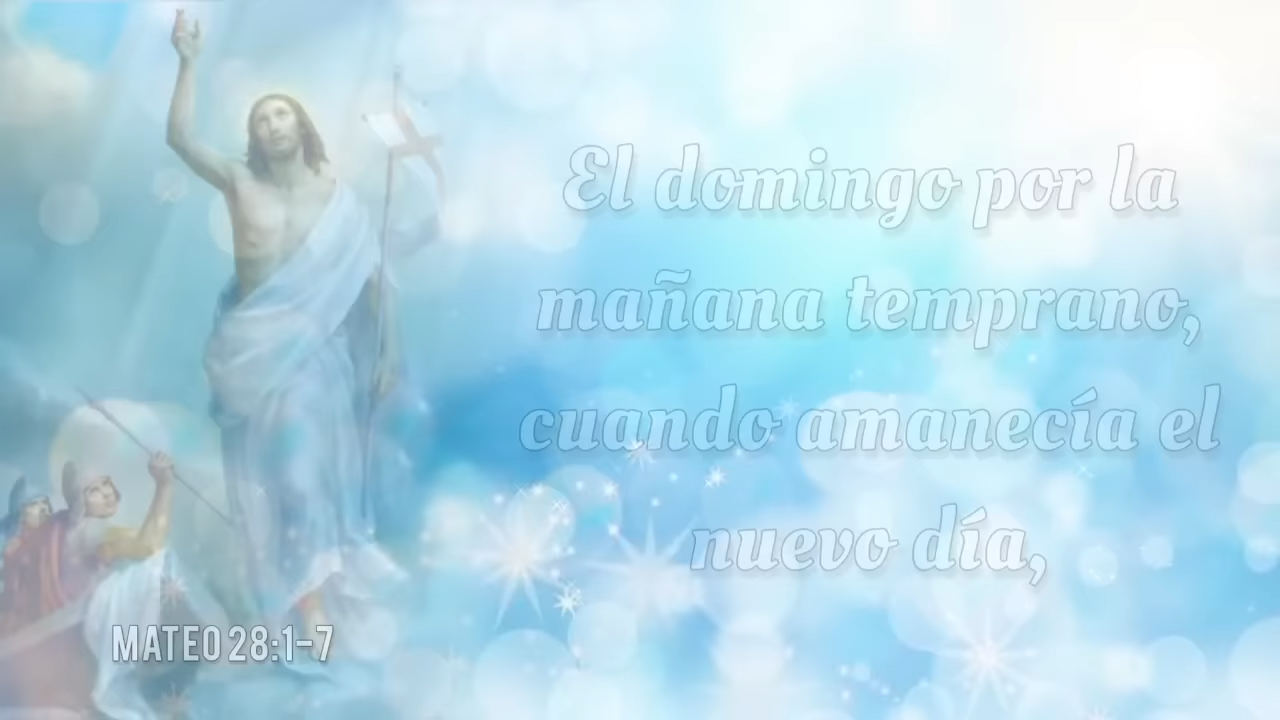 El domingo por la
mañana temprano,
cuando amanecía el
nuevo día,
MATEO 28:1-7